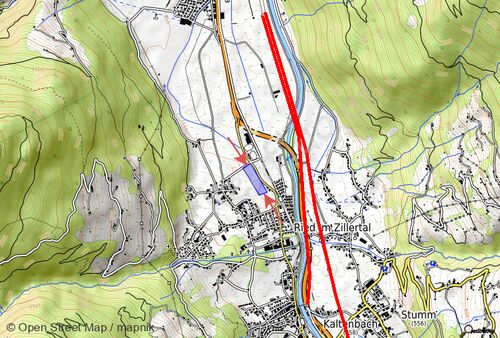 Ried im Zillertal
Stumm
(556)
Kaltenbach
© Open Street Map / mapnik